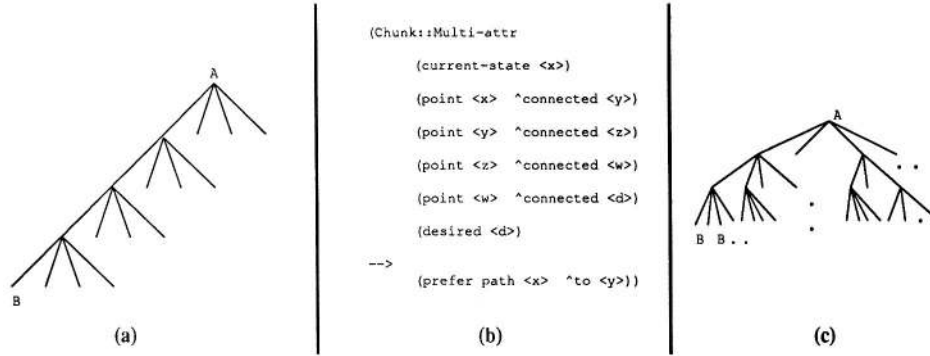 A
B
(a)
(Chunk::Multi-attr
(current-state <x>)
(point <x> ^connected <y>)
(point <y> ^connected <z>)
(point <z> ^connected <w>)
(point <w> ^connected <d>)
(desired <d>)
-->
(prefer path <x> ^to <y>))
(b)
A
B B..
(c)